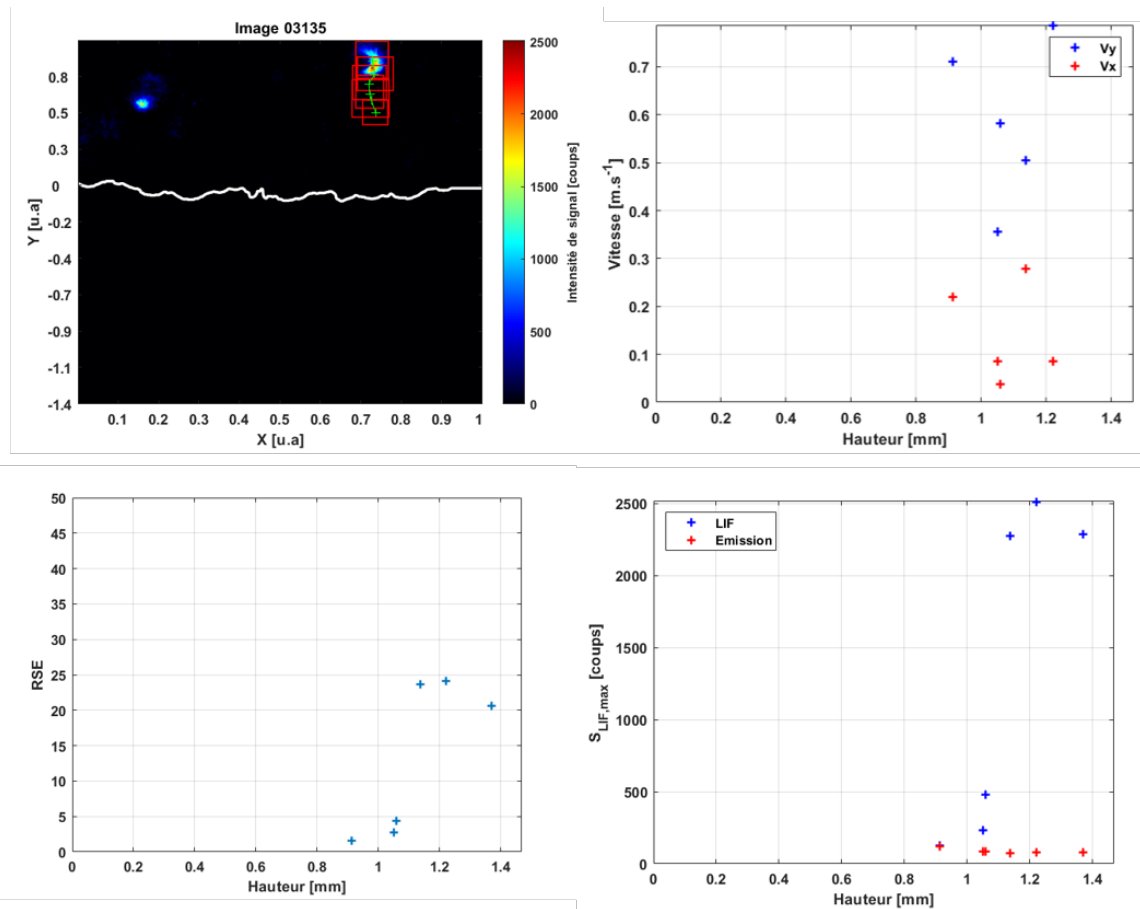 Image 03135
Y [u.a]
0.8
0.5
0.3
0
-0.2
-0.4
-0.7
-0.9
-1.1
-1.4
0.1 0.2 0.3 0.4 0.5 0.6 0.7 0.8 0.9 1
X [u.a]
2500
2000
1500
1000
500
0
Intensité de signal [coups]
Vitesse [m.s-1]
0.7
0.6
0.5
0.4
0.3
0.2
0.1
0
0 0.2 0.4 0.6 0.8 1 1.2 1.4
Hauteur [mm]
Vy
Vx
RSE
50
45
40
35
30
25
20
15
10
5
0
0 0.2 0.4 0.6 0.8 1 1.2 1.4
Hauteur [mm]
SLIF,max [coups]
2500
2000
1500
1000
500
0
0 0.2 0.4 0.6 0.8 1 1.2 1.4
Hauteur [mm]
LIF
Emission